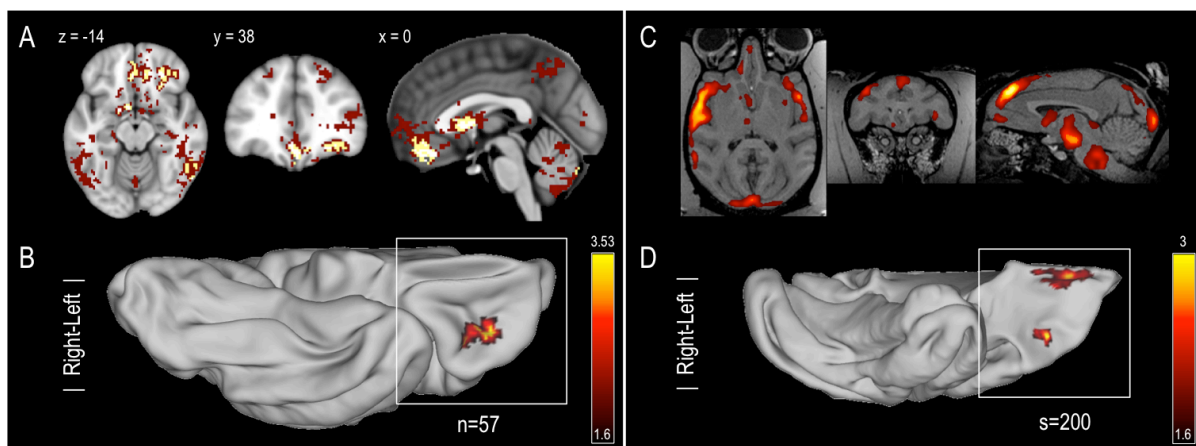 A
z = -14
y = 38
x = 0
B
| Right-Left |
n=57
3.53
1.6
C
D
| Right-Left |
s=200
3
1.6